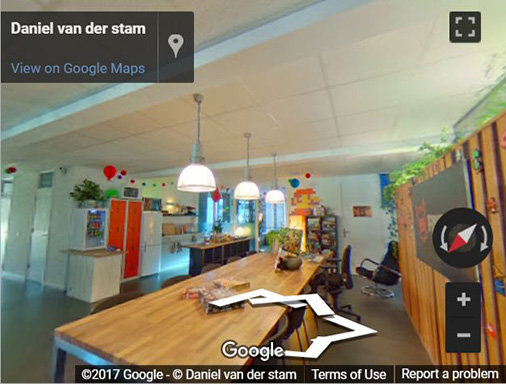 Daniel van der stam
View on Google Maps
+
−
Google
©2017 Google - © Daniel van der stam Terms of Use Report a problem